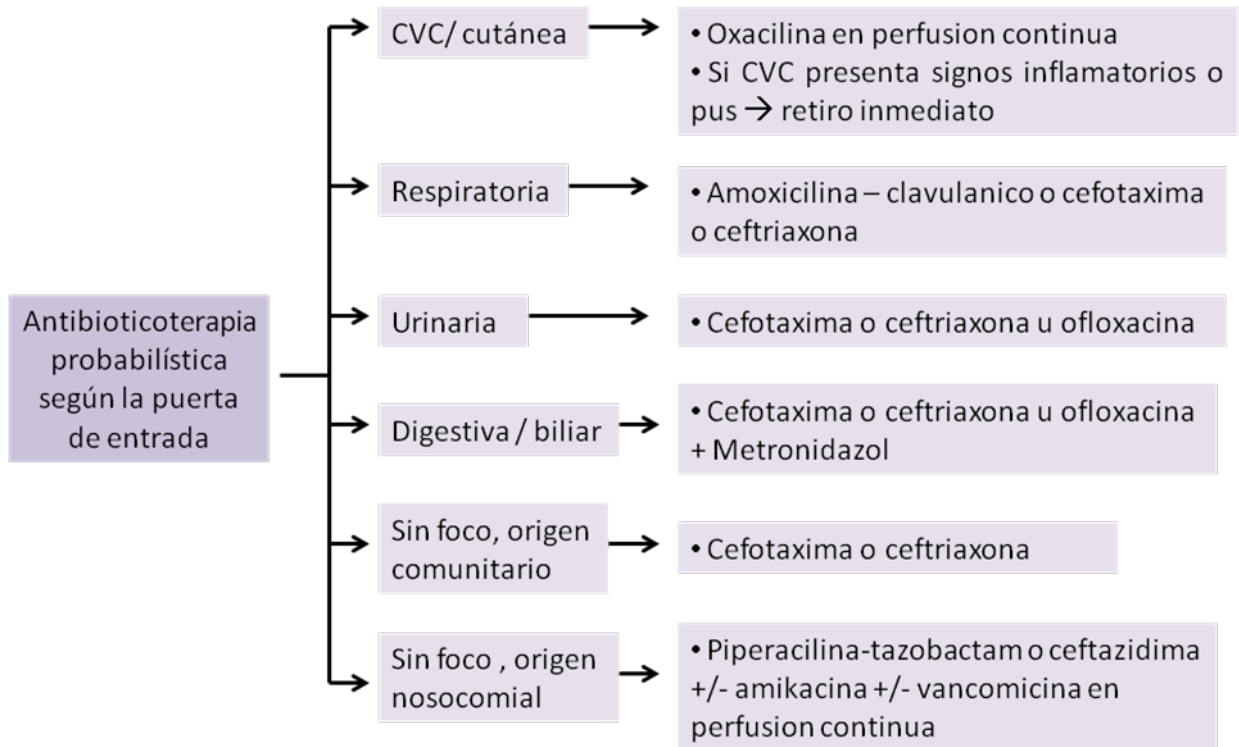 Antibioticoterapia
probabilística
según la puerta
de entrada
CVC/ cutánea
• Oxacilina en perfusion continua
• Si CVC presenta signos inflamatorios o
pus → retiro inmediato
Respiratoria
• Amoxicilina – clavulanico o cefotaxima
o ceftriaxona
Urinaria
• Cefotaxima o ceftriaxona u ofloxacina
Digestiva / biliar
• Cefotaxima o ceftriaxona u ofloxacina
+ Metronidazol
Sin foco, origen
comunitario
• Cefotaxima o ceftriaxona
Sin foco , origen
nosocomial
• Piperacilina-tazobactam o ceftazidima
+/- amikacina +/- vancomicina en
perfusion continua